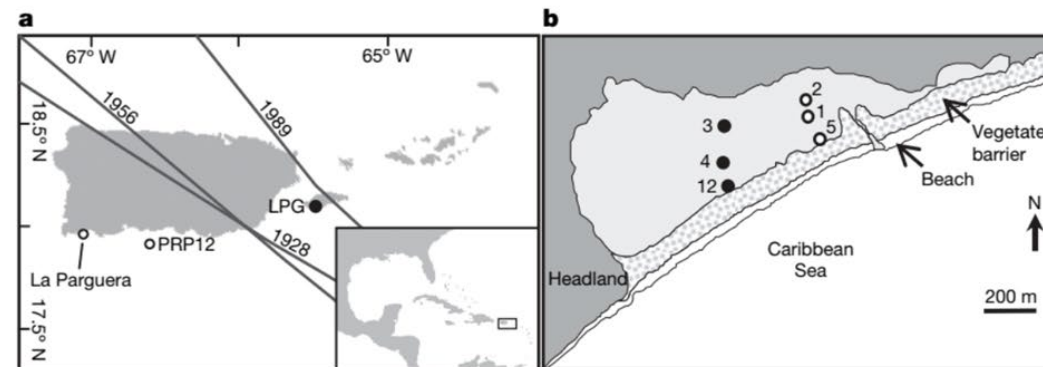 a
67° W
65° W
18.5° N
17.5° N
1956
1989
1928
LPG
PRP12
La Parguera
b
2
1
3
5
4
12
Vegetate
barrier
Beach
N
Caribbean
Sea
Headland
200 m